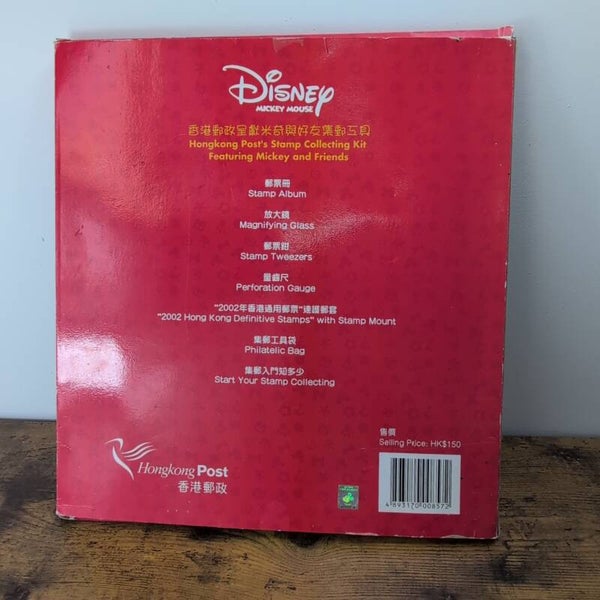 Disney
MICKEY MOUSE
香港郵政呈獻米奇與好友集郵工具
Hongkong Post's Stamp Collecting Kit
Featuring Mickey and Friends
郵票冊
Stamp Album
放大鏡
Magnifying Glass
郵票鉗
Stamp Tweezers
量齒尺
Perforation Gauge
"2002年香港通用郵票"連護郵套
"2002 Hong Kong Definitive Stamps" with Stamp Mount
集郵工具袋
Philatelic Bag
集郵入門知多少
Start Your Stamp Collecting
售價
Selling Price: HK$150
Hongkong Post
香港郵政
4 893170 008572